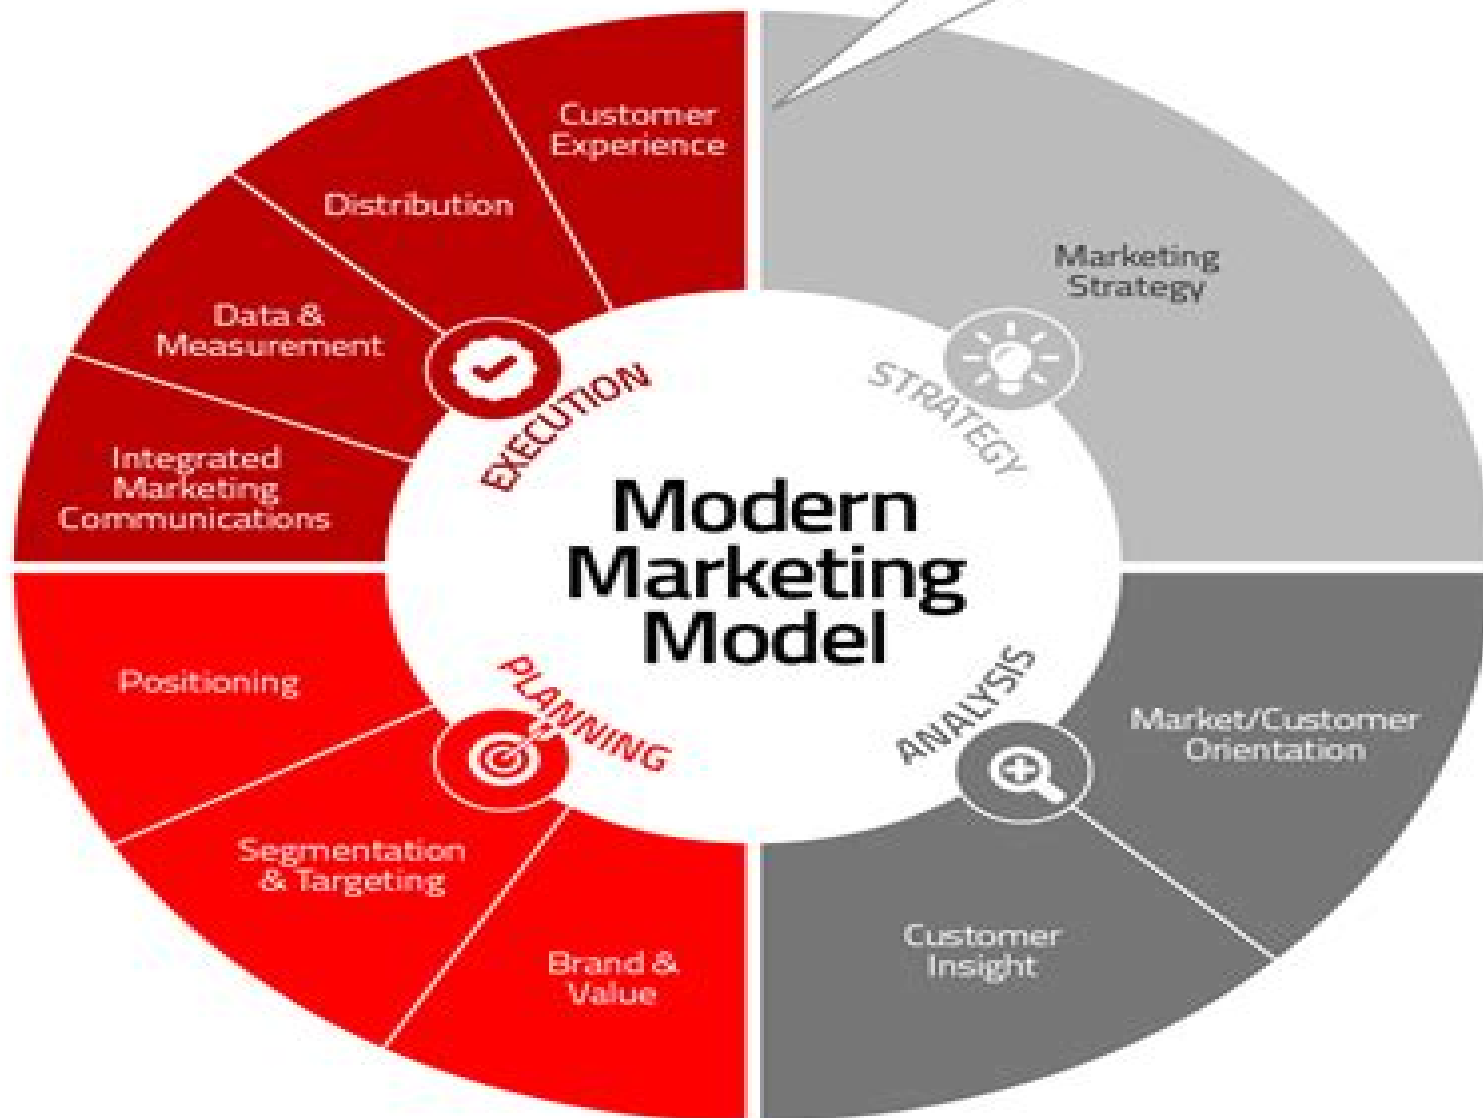 Customer
Experience
Distribution
Data &
Measurement
Integrated
Marketing
Communications
EXECUTION
Marketing
Strategy
STRATEGY
Modern
Marketing
Model
Positioning
Segmentation
& Targeting
Brand &
Value
PLANNING
Market/Customer
Orientation
Customer
Insight
ANALYSIS